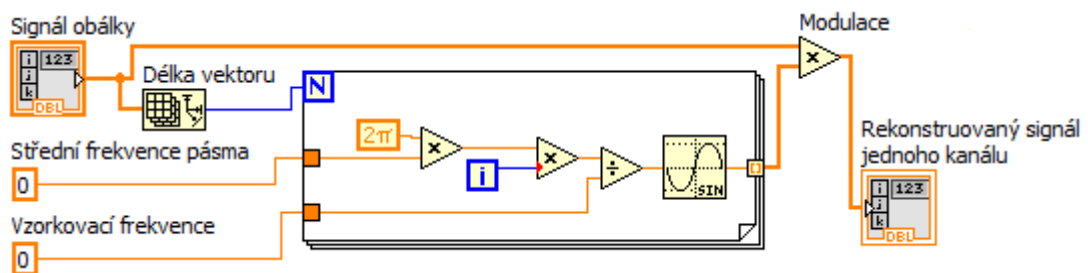 Signál obálky
i
j
k
123
DBL
Délka vektoru
N
Modulace
×
2π
×
i
×
÷
SIN
Střední frekvence pásma
0
Vzorkovací frekvence
0
Rekonstruovaný signál
jednoho kanálu
i
j
k
123
DBL